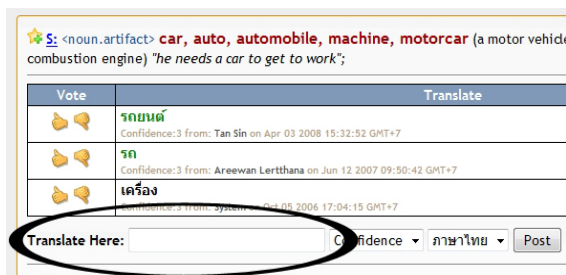 S: <noun.artifact> car, auto, automobile, machine, motorcar (a motor vehicle
combustion engine) "he needs a car to get to work";
Vote Translate
รถยนต์
Confidence:3 from: Tan Sin on Apr 03 2008 15:32:52 GMT+7
รถ
Confidence:3 from: Areewan Lertthana on Jun 12 2007 09:50:42 GMT+7
เครื่อง
Confidence:3 from: System on Oct 05 2006 17:04:15 GMT+7
Translate Here: Confidence ภาษาไทย Post